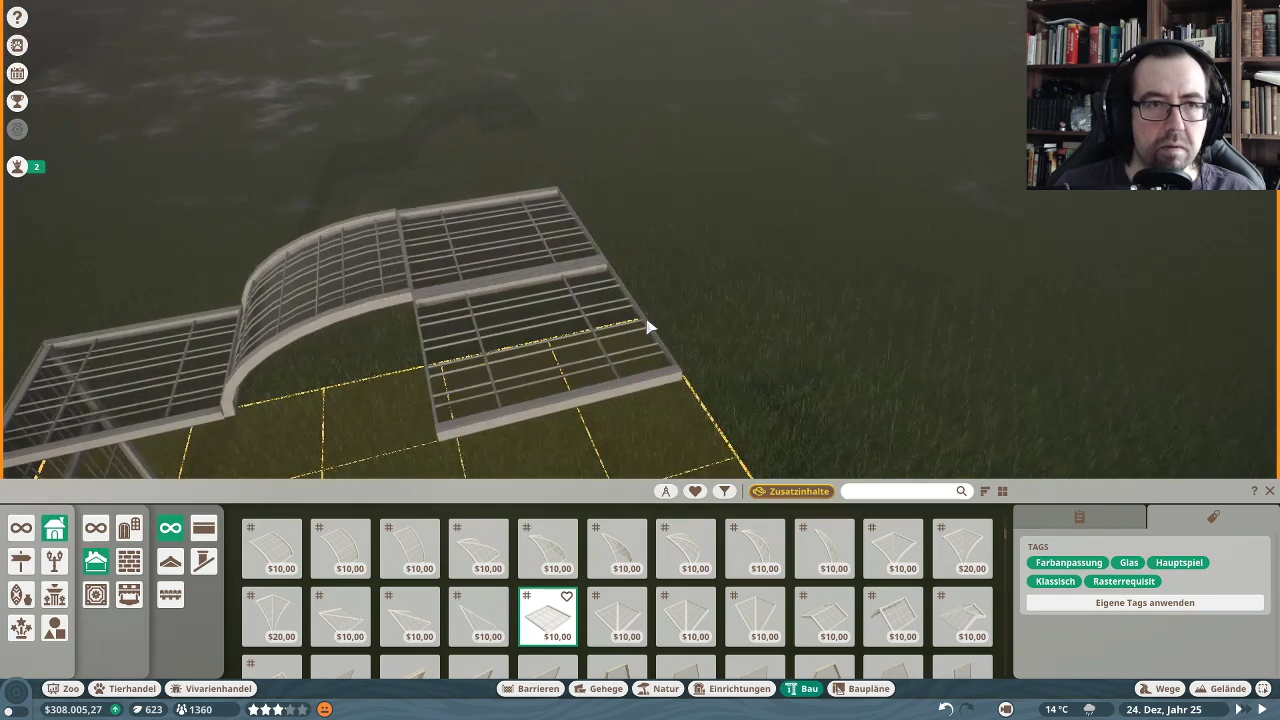 ?
2
Zusatzinhalte
? ×
$10,00 $10,00 $10,00 $10,00 $10,00 $10,00 $10,00 $10,00 $10,00 $10,00 $20,00
$20,00 $10,00 $10,00 $10,00 $10,00 $10,00 $10,00 $10,00 $10,00 $10,00 $10,00
TAGS
Farbanpassung Glas Hauptspiel
Klassisch Rasterrequisit
Eigene Tags anwenden
Zoo Tierhandel Vivarienhandel Barrieren Gehege Natur Einrichtungen Bau Baupläne Wege Gelände
$308.005,27 623 1360 14 °C 24. Dez, Jahr 25